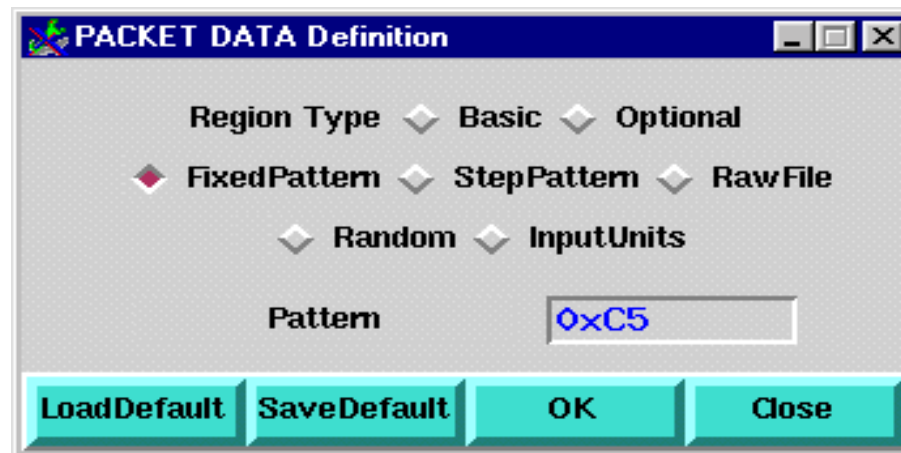 PACKET DATA Definition
Region Type Basic Optional
FixedPattern StepPattern RawFile
Random InputUnits
Pattern 0xC5
LoadDefault SaveDefault OK Close